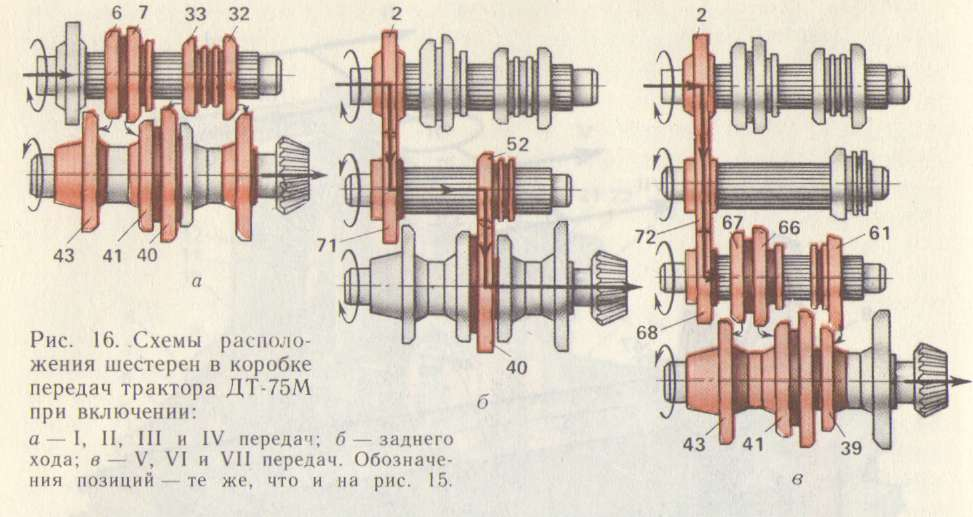 6 7 33 32
43 41 40
а
2
52
71
40
б
2
67 66 61
72
68
43 41 39
в
Рис. 16. Схемы располо-
жения шестерен в коробке
передач трактора ДТ-75М
при включении:
а — I, II, III и IV передач; б — заднего
хода; в — V, VI и VII передач. Обозначе-
ния позиций — те же, что и на рис. 15.